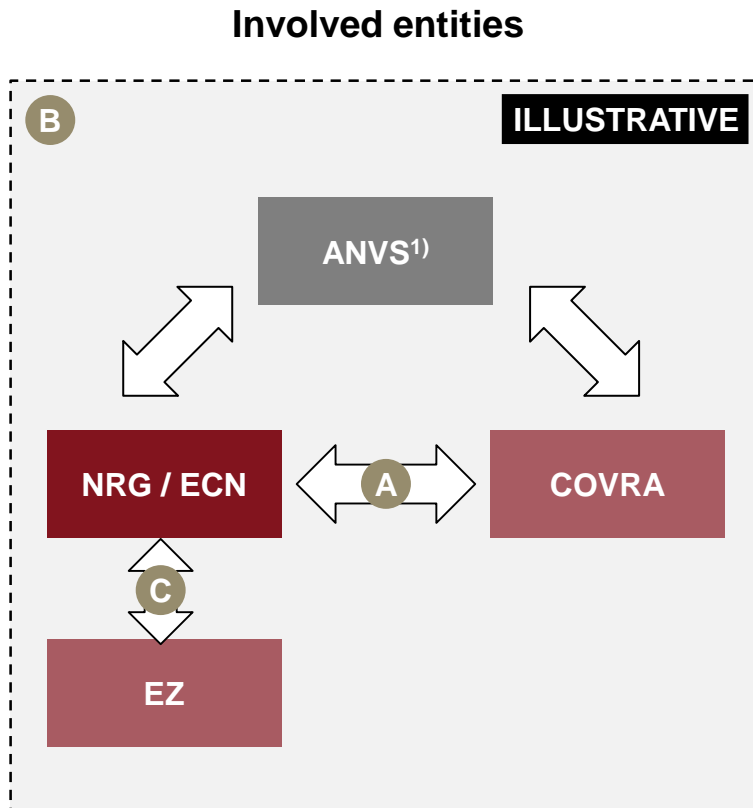 Involved entities
B
ILLUSTRATIVE
ANVS1)
NRG / ECN
A
COVRA
C
EZ